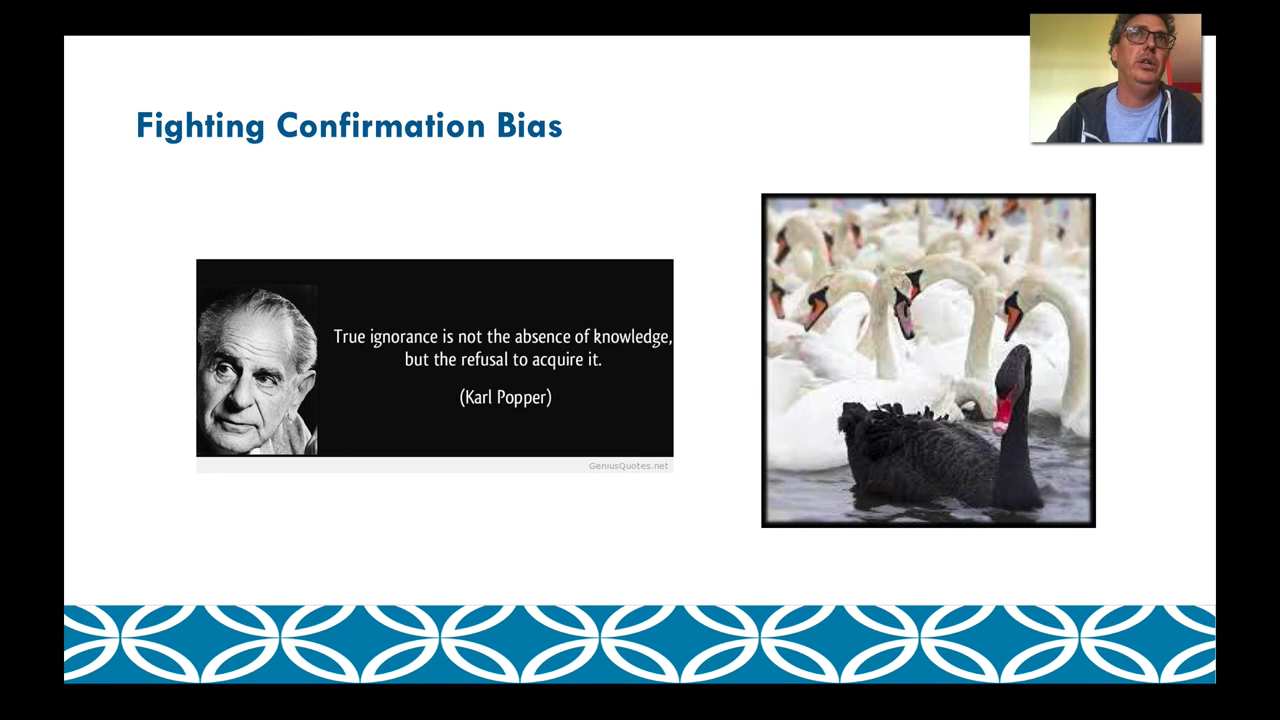 Fighting Confirmation Bias
True ignorance is not the absence of knowledge,
but the refusal to acquire it.
(Karl Popper)
GeniusQuotes.net